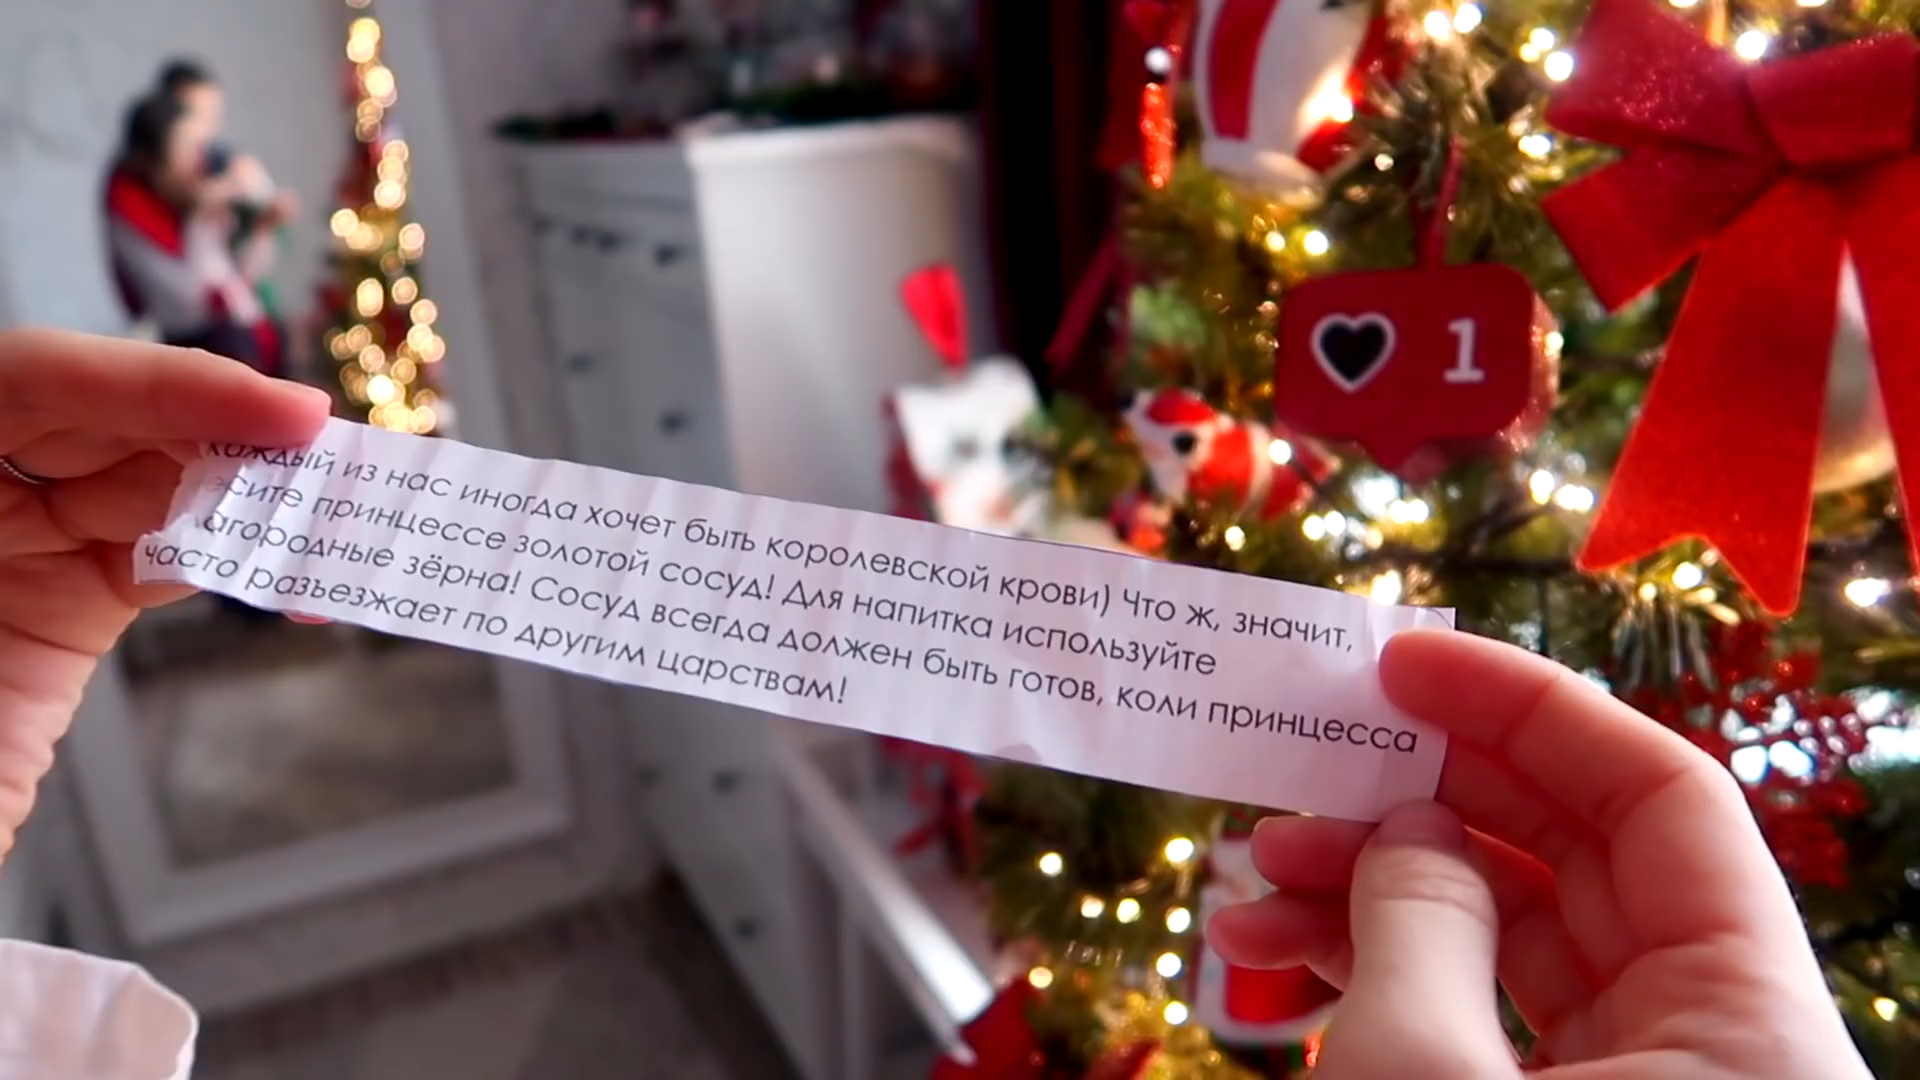 каждый из нас иногда хочет быть королевской крови) Что ж, значит,
принцессе золотой сосуд! Для напитка используйте
зёрна! Сосуд всегда должен быть готов, коли принцесса
часто разъезжает по другим царствам!
1